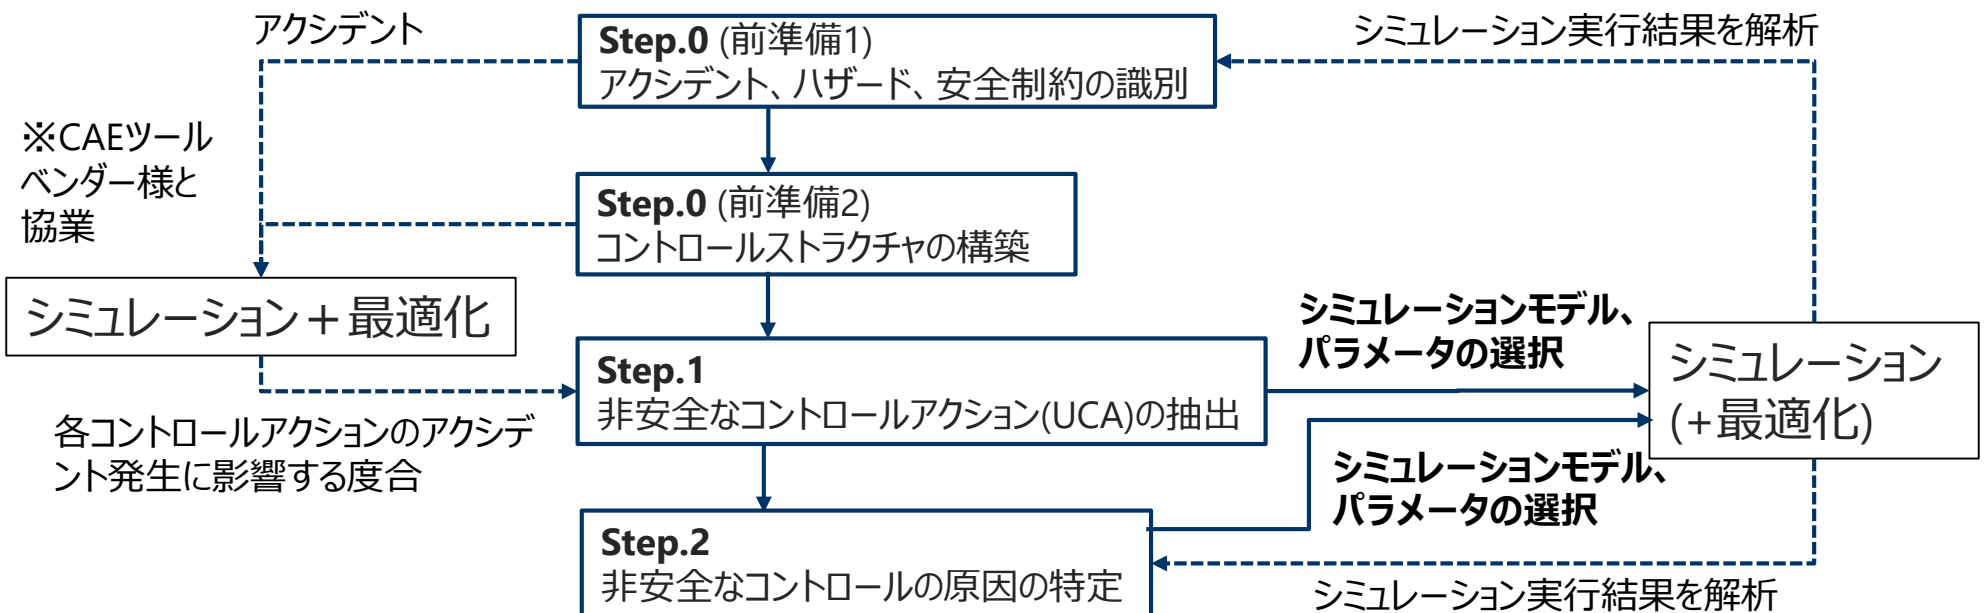 アクシデント
Step.0 (前準備1)
アクシデント、ハザード、安全制約の識別
シミュレーション実行結果を解析
※CAEツール
ベンダー様と
協業
Step.0 (前準備2)
コントロールストラクチャの構築
シミュレーション＋最適化
シミュレーションモデル、
パラメータの選択
Step.1
非安全なコントロールアクション(UCA)の抽出
シミュレーション
(+最適化)
各コントロールアクションのアクシデ
ント発生に影響する度合
シミュレーションモデル、
パラメータの選択
Step.2
非安全なコントロールの原因の特定
シミュレーション実行結果を解析